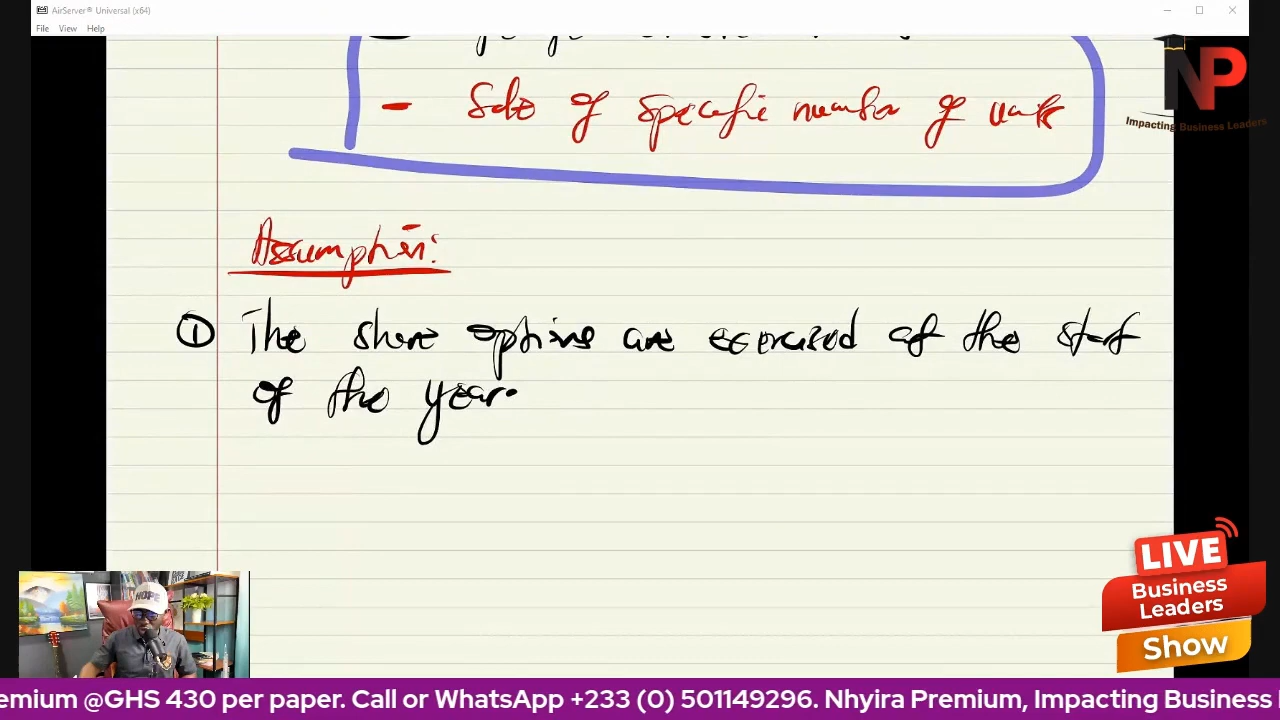 AirServer® Universal (x64)
File View Help
NP
Impacting Business Leaders
- Sale of specific number of units
Assumption:
① The share options are exercised at the start
of the year.
HOPE
LIVE
Business
Leaders
Show
emium @GHS 430 per paper. Call or WhatsApp +233 (0) 501149296. Nhyira Premium, Impacting Business